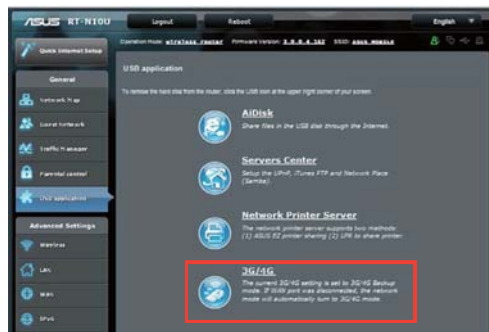 ASUS RT-N10U
Logout
Reboot
English
Quick Internet Setup
Operation Mode: wireless router Firmware Version: 3.0.0.4.162 SSID: ASUS_MOBILE
General
Network Map
Guest Network
Traffic Manager
Parental control
USB application
Advanced Settings
Wireless
LAN
WAN
IPv6
USB application
To remove the hard disk from the router, click the USB icon at the upper right corner of your screen.
AiDisk
Share files in the USB disk through the Internet.
Servers Center
Setup the UPnP, iTunes FTP and Network Place
(Samba).
Network Printer Server
The network printer server supports two methods:
(1) ASUS EZ printer sharing (2) LPR to share printer.
3G/4G
The current 3G/4G setting is set to 3G/4G Backup
mode. If WAN port was disconnected, the network
mode will automatically turn to 3G/4G mode.